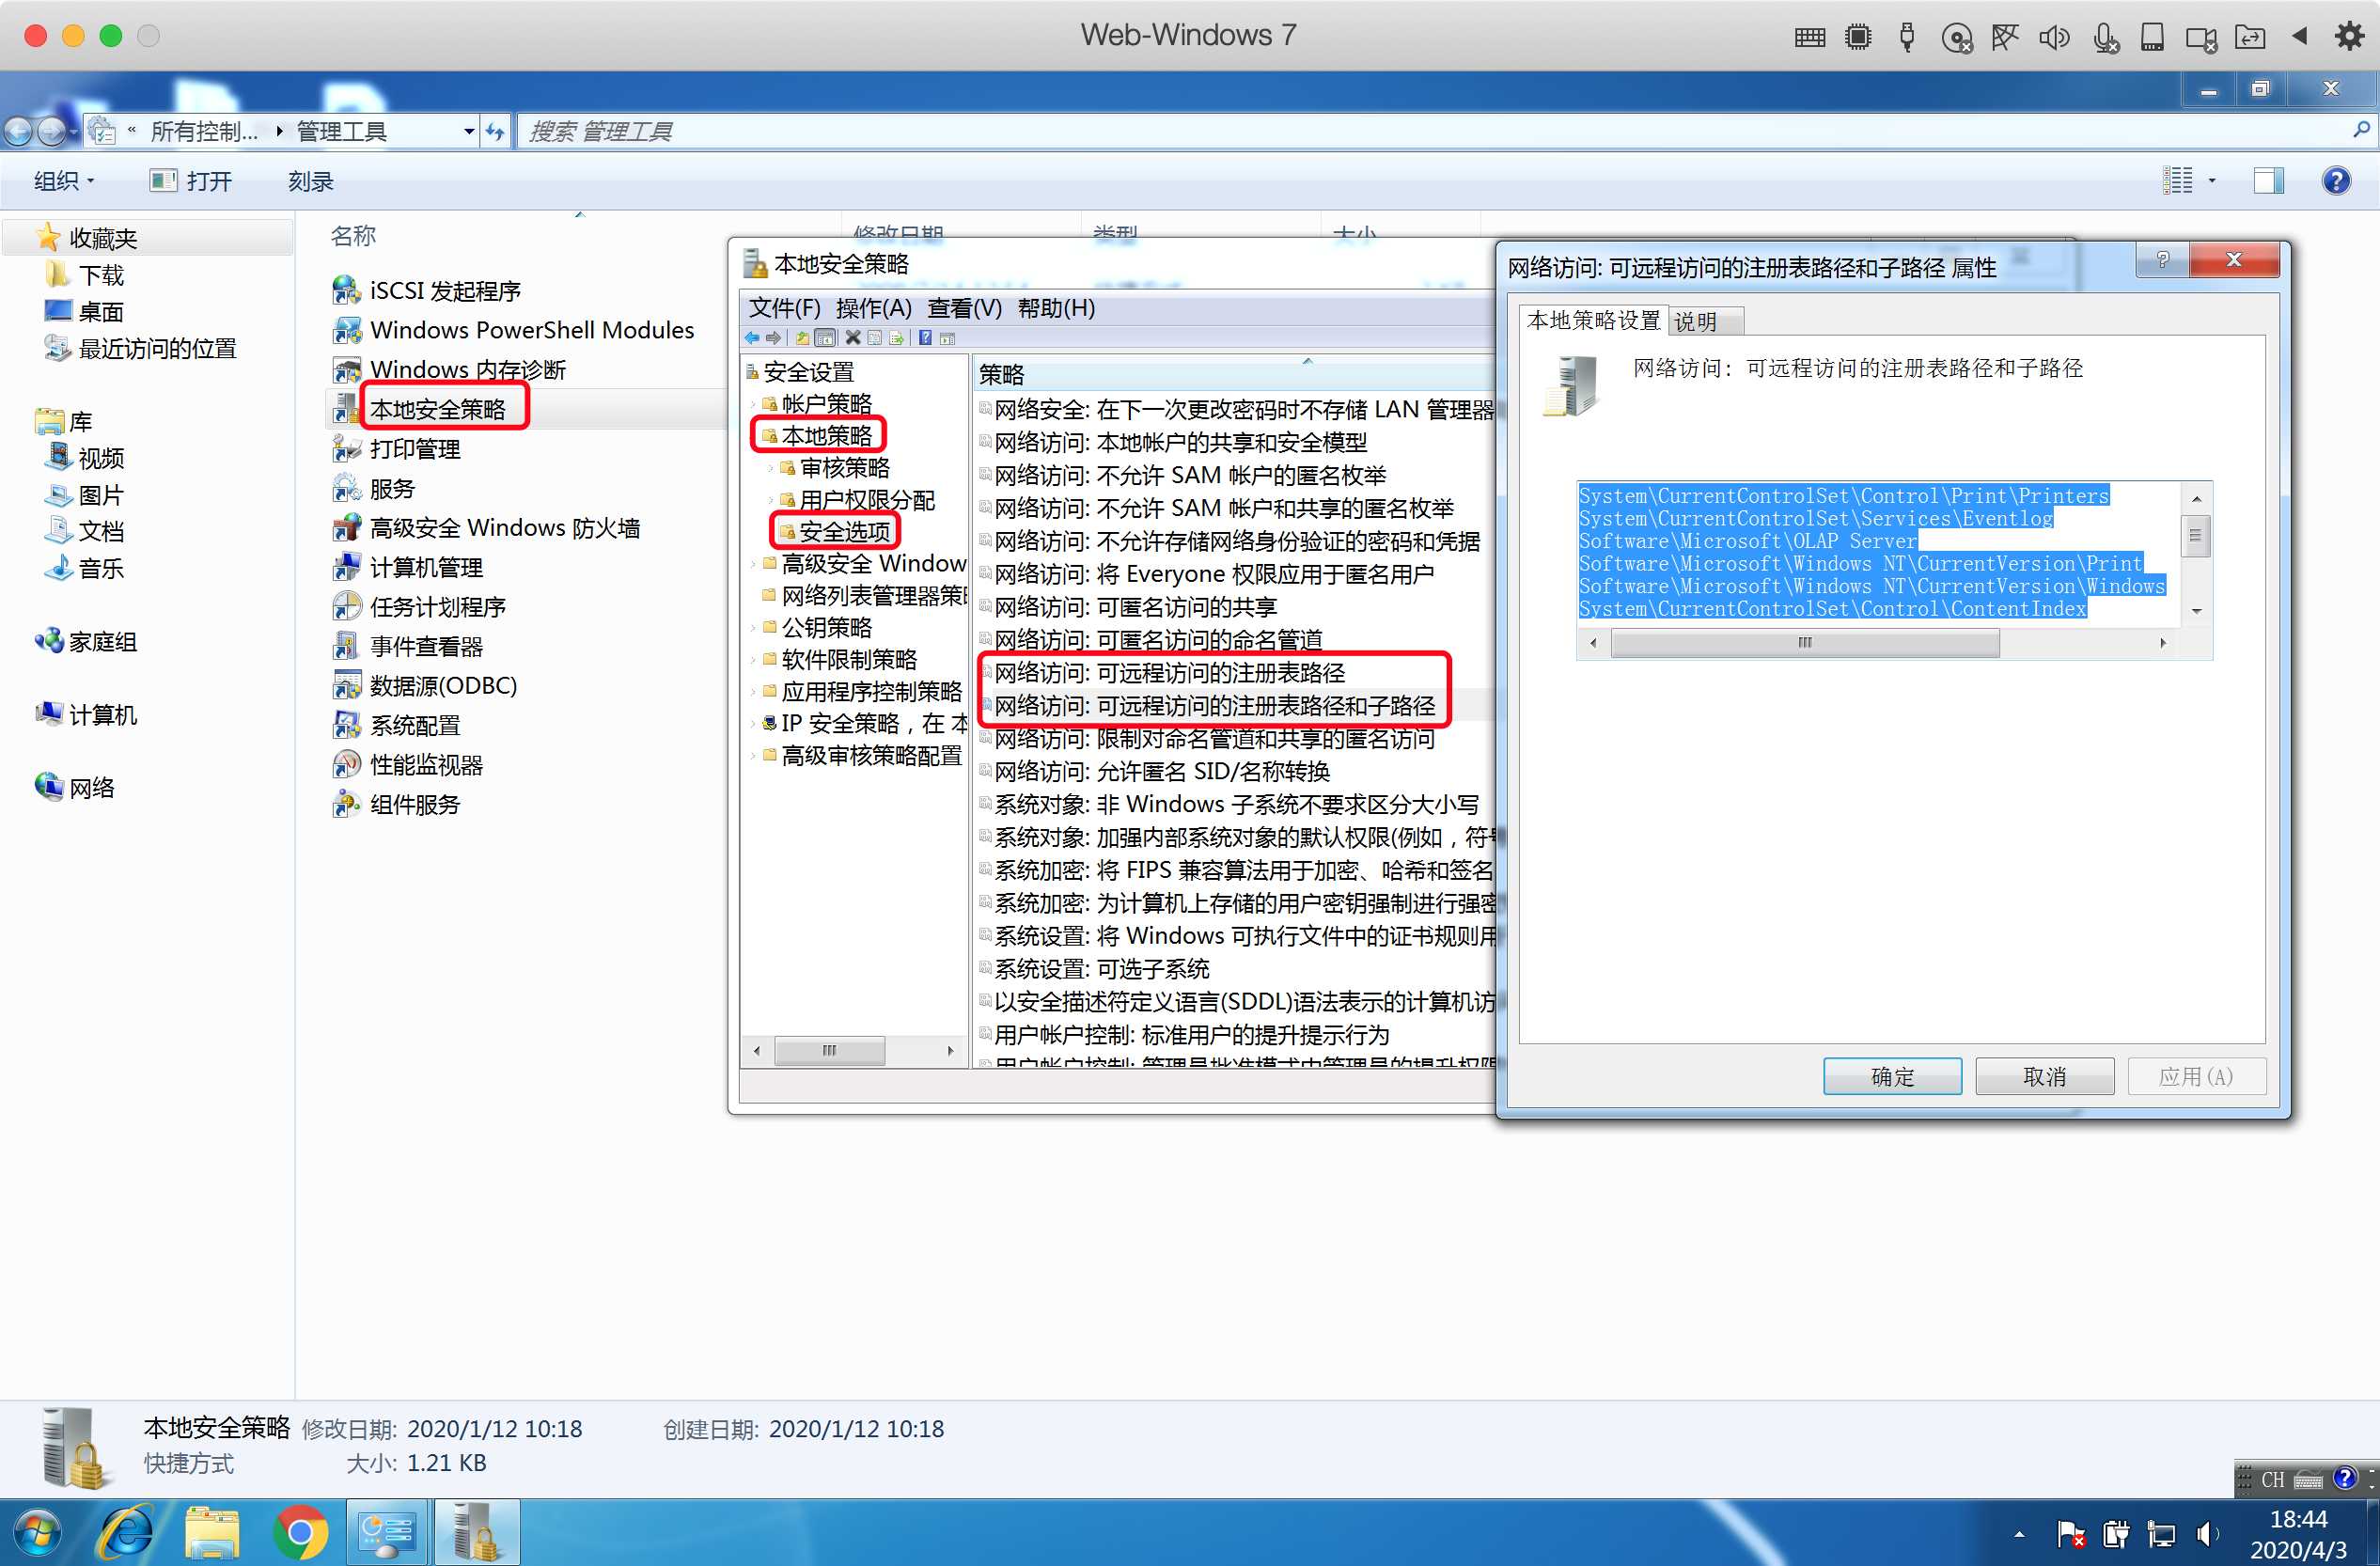 Web-Windows 7
所有控制... 管理工具
搜索 管理工具
组织 打开 刻录
收藏夹
下载
桌面
最近访问的位置
库
视频
图片
文档
音乐
家庭组
计算机
网络
名称 修改日期 类型 大小
iSCSI 发起程序
Windows PowerShell Modules
Windows 内存诊断
本地安全策略
打印管理
服务
高级安全 Windows 防火墙
计算机管理
任务计划程序
事件查看器
数据源(ODBC)
系统配置
性能监视器
组件服务
本地安全策略
文件(F) 操作(A) 查看(V) 帮助(H)
安全设置
帐户策略
本地策略
审核策略
用户权限分配
安全选项
高级安全 Window
网络列表管理器策
公钥策略
软件限制策略
应用程序控制策略
IP 安全策略，在 本
高级审核策略配置
策略
网络安全: 在下一次更改密码时不存储 LAN 管理器
网络访问: 本地帐户的共享和安全模型
网络访问: 不允许 SAM 帐户的匿名枚举
网络访问: 不允许 SAM 帐户和共享的匿名枚举
网络访问: 不允许存储网络身份验证的密码和凭据
网络访问: 将 Everyone 权限应用于匿名用户
网络访问: 可匿名访问的共享
网络访问: 可匿名访问的命名管道
网络访问: 可远程访问的注册表路径
网络访问: 可远程访问的注册表路径和子路径
网络访问: 限制对命名管道和共享的匿名访问
网络访问: 允许匿名 SID/名称转换
系统对象: 非 Windows 子系统不要求区分大小写
系统对象: 加强内部系统对象的默认权限(例如，符
系统加密: 将 FIPS 兼容算法用于加密、哈希和签名
系统加密: 为计算机上存储的用户密钥强制进行强密
系统设置: 将 Windows 可执行文件中的证书规则用
系统设置: 可选子系统
以安全描述符定义语言(SDDL)语法表示的计算机访
用户帐户控制: 标准用户的提升提示行为
用户帐户控制: 管理员批准模式中管理员的提升权限
网络访问: 可远程访问的注册表路径和子路径 属性
本地策略设置 说明
网络访问: 可远程访问的注册表路径和子路径
System\CurrentControlSet\Control\Print\Printers
System\CurrentControlSet\Services\Eventlog
Software\Microsoft\OLAP Server
Software\Microsoft\Windows NT\CurrentVersion\Print
Software\Microsoft\Windows NT\CurrentVersion\Windows
System\CurrentControlSet\Control\ContentIndex
确定 取消 应用(A)
本地安全策略 修改日期: 2020/1/12 10:18 创建日期: 2020/1/12 10:18
快捷方式 大小: 1.21 KB
CH
18:44
2020/4/3